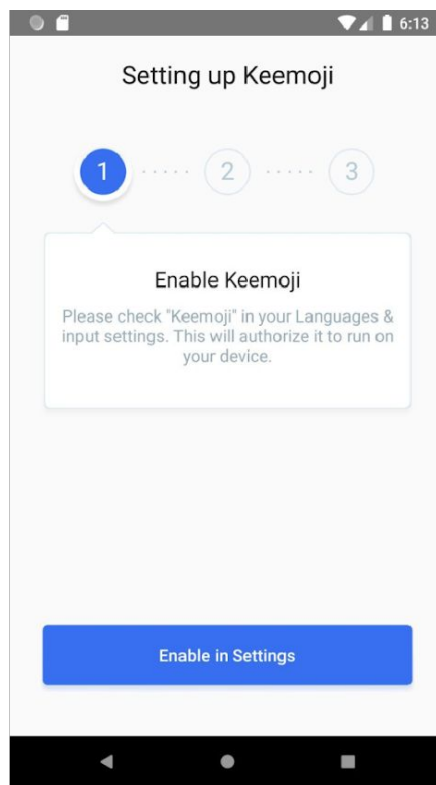 6:13
Setting up Keemoji
1 ..... 2 ..... 3
Enable Keemoji
Please check "Keemoji" in your Languages &
input settings. This will authorize it to run on
your device.
Enable in Settings